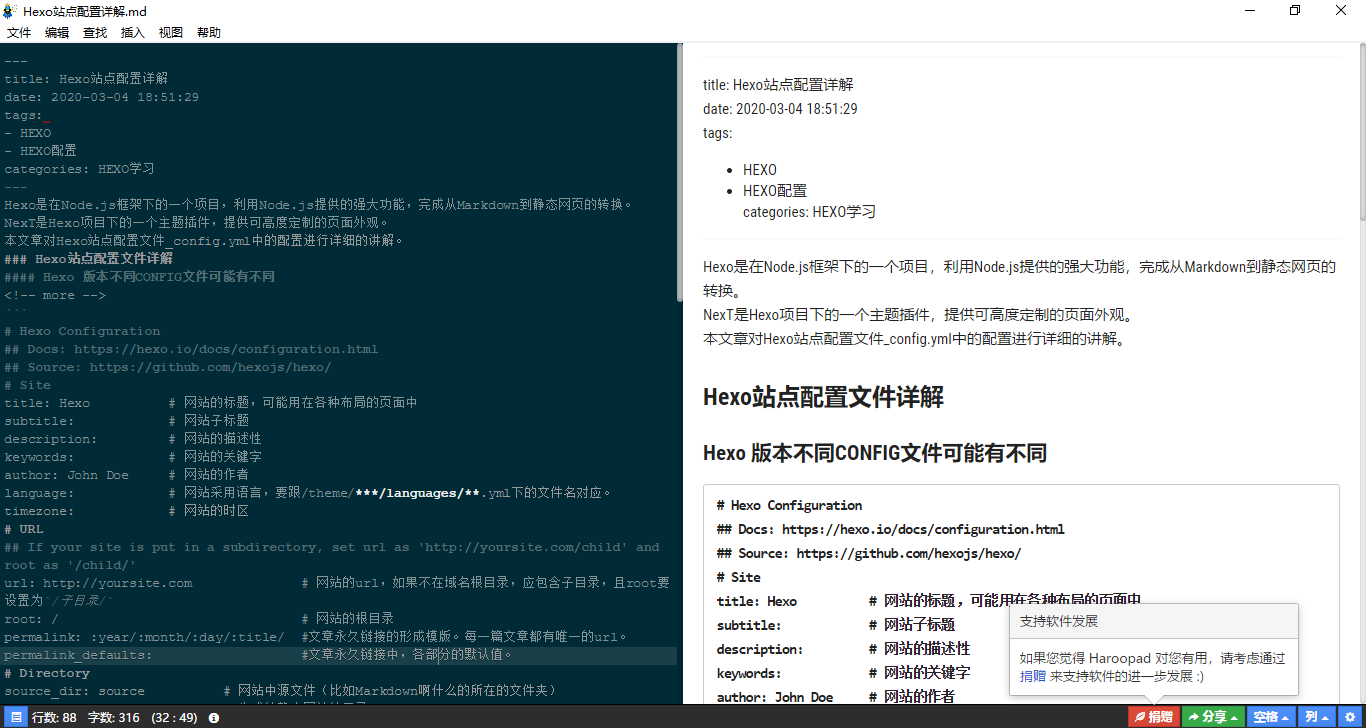 Hexo站点配置详解.md
文件 编辑 查找 插入 视图 帮助
---
title: Hexo站点配置详解
date: 2020-03-04 18:51:29
tags:
- HEXO
- HEXO配置
categories: HEXO学习
---
Hexo是在Node.js框架下的一个项目，利用Node.js提供的强大功能，完成从Markdown到静态网页的转换。
NexT是Hexo项目下的一个主题插件，提供可高度定制的页面外观。
本文章对Hexo站点配置文件_config.yml中的配置进行详细的讲解。
### Hexo站点配置文件详解
#### Hexo 版本不同CONFIG文件可能有不同
<!-- more -->
```
# Hexo Configuration
## Docs: https://hexo.io/docs/configuration.html
## Source: https://github.com/hexojs/hexo/
# Site
title: Hexo # 网站的标题，可能用在各种布局的页面中
subtitle: # 网站子标题
description: # 网站的描述性
keywords: # 网站的关键字
author: John Doe # 网站的作者
language: # 网站采用语言，要跟/theme/***/languages/**.yml下的文件名对应。
timezone: # 网站的时区
# URL
## If your site is put in a subdirectory, set url as 'http://yoursite.com/child' and
root as '/child/'
url: http://yoursite.com # 网站的url，如果不在域名根目录，应包含子目录，且root要
设置为`/子目录/`
root: / # 网站的根目录
permalink: :year/:month/:day/:title/ #文章永久链接的形成模版。每一篇文章都有唯一的url。
permalink_defaults: #文章永久链接中，各部分的默认值。
# Directory
source_dir: source # 网站中源文件（比如Markdown啊什么的所在的文件夹）
title: Hexo站点配置详解
date: 2020-03-04 18:51:29
tags:
• HEXO
• HEXO配置
categories: HEXO学习
Hexo是在Node.js框架下的一个项目，利用Node.js提供的强大功能，完成从Markdown到静态网页的
转换。
NexT是Hexo项目下的一个主题插件，提供可高度定制的页面外观。
本文章对Hexo站点配置文件_config.yml中的配置进行详细的讲解。
Hexo站点配置文件详解
Hexo 版本不同CONFIG文件可能有不同
# Hexo Configuration
## Docs: https://hexo.io/docs/configuration.html
## Source: https://github.com/hexojs/hexo/
# Site
title: Hexo # 网站的标题，可能用在各种布局的页面中
subtitle: # 网站子标题
description: # 网站的描述性
keywords: # 网站的关键字
author: John Doe # 网站的作者
支持软件发展
如果您觉得 Haroopad 对您有用，请考虑通过
捐赠 来支持软件的进一步发展 :)
行数: 88 字数: 316 (32 : 49) 捐赠 分享 空格 列